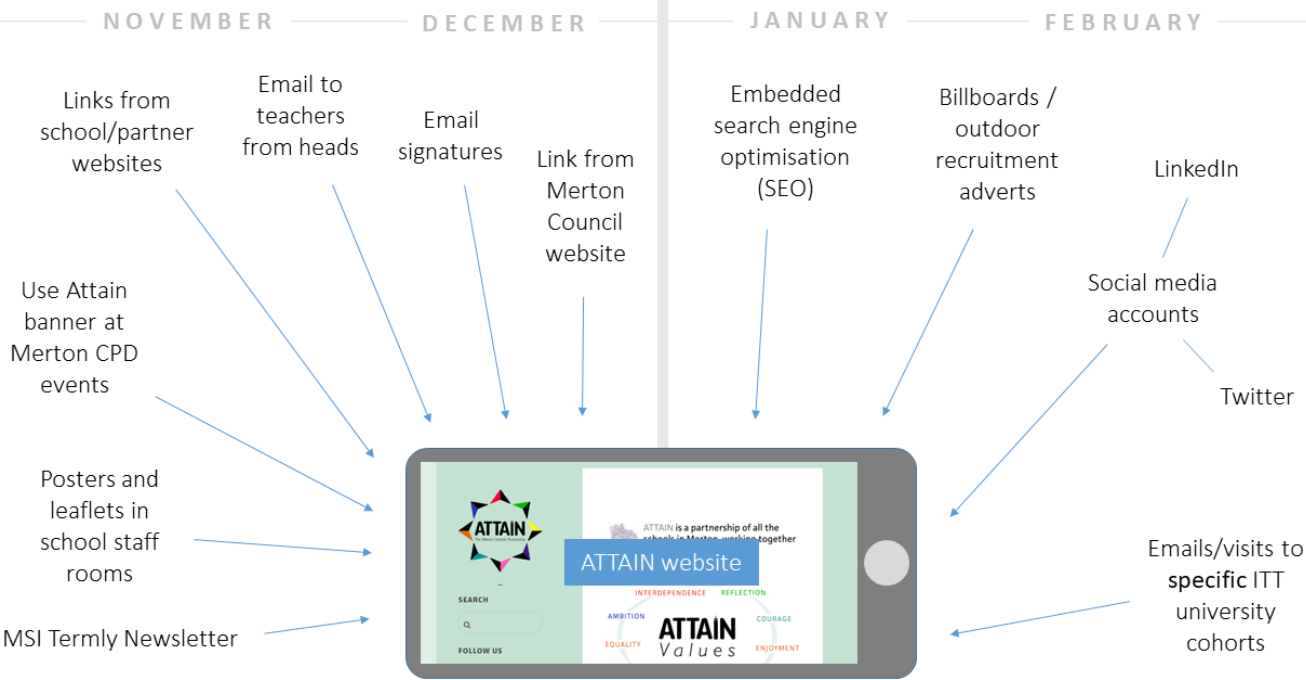 NOVEMBER
DECEMBER
JANUARY
FEBRUARY
Links from
school/partner
websites
Email to
teachers
from heads
Email
signatures
Link from
Merton
Council
website
Embedded
search engine
optimisation
(SEO)
Billboards /
outdoor
recruitment
adverts
LinkedIn
Social media
accounts
Twitter
Use Attain
banner at
Merton CPD
events
Posters and
leaflets in
school staff
rooms
MSI Termly Newsletter
Emails/visits to
specific ITT
university
cohorts
ATTAIN
The Merton Schools Partnership
SEARCH
FOLLOW US
ATTAIN is a partnership of all the
schools in Merton, working together
ATTAIN website
INTERDEPENDENCE REFLECTION
AMBITION
COURAGE
EQUALITY
ENJOYMENT
ATTAIN
Values